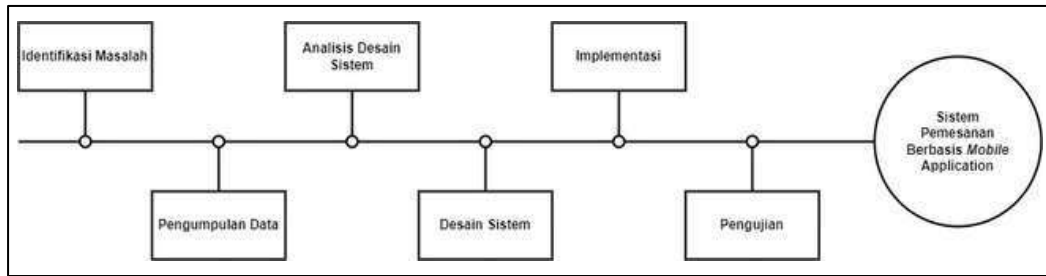 Identifikasi Masalah
Analisis Desain
Sistem
Implementasi
Sistem
Pemesanan
Berbasis Mobile
Application
Pengumpulan Data
Desain Sistem
Pengujian